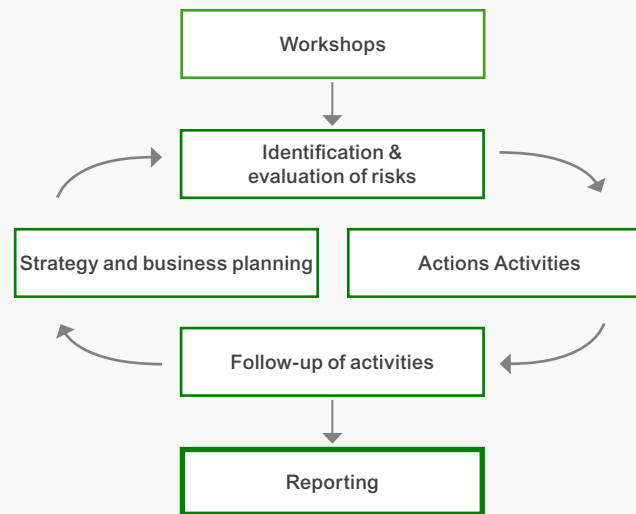 Workshops
Identification &
evaluation of risks
Strategy and business planning
Actions Activities
Follow-up of activities
Reporting